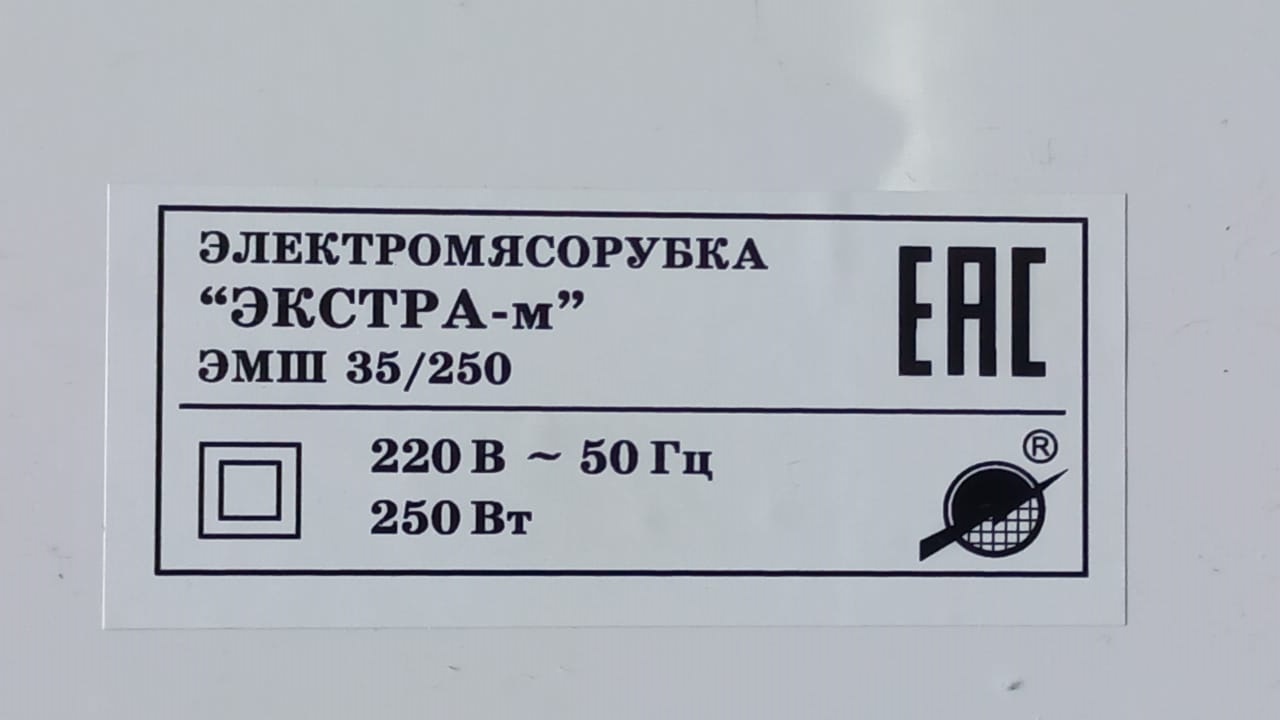 ЭЛЕКТРОМЯСОРУБКА
“ЭКСТРА-м”
ЭМШ 35/250
EAC
220 В ~ 50 Гц
250 Вт
®